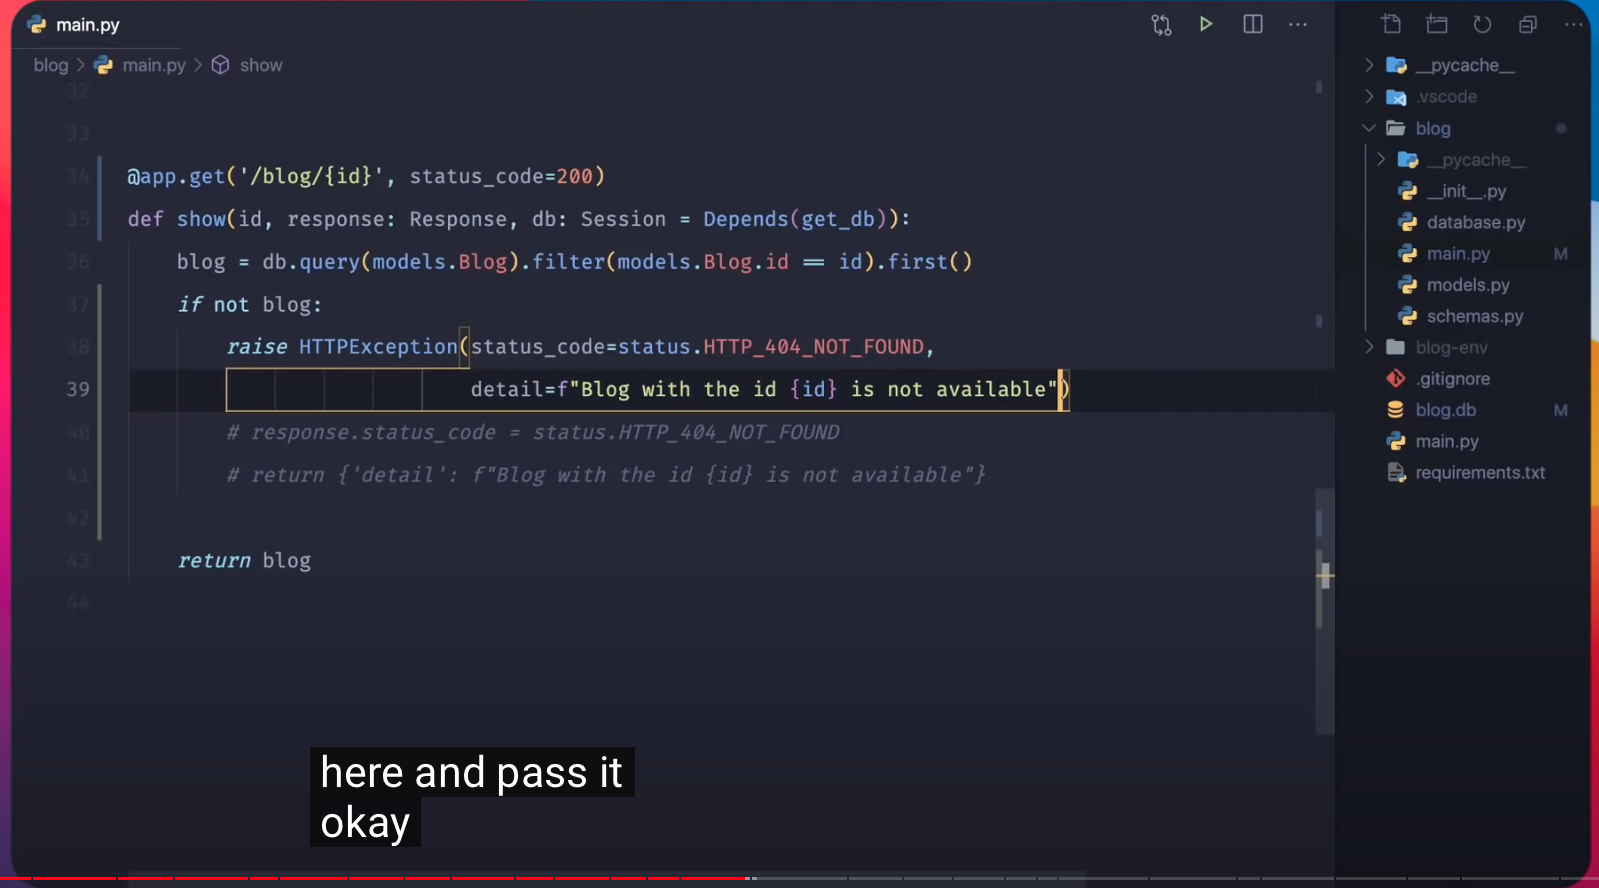 main.py
blog > main.py > show
32
33
34 @app.get('/blog/{id}', status_code=200)
35 def show(id, response: Response, db: Session = Depends(get_db)):
36 blog = db.query(models.Blog).filter(models.Blog.id == id).first()
37 if not blog:
38 raise HTTPException(status_code=status.HTTP_404_NOT_FOUND,
39 detail=f"Blog with the id {id} is not available")
40 # response.status_code = status.HTTP_404_NOT_FOUND
41 # return {'detail': f"Blog with the id {id} is not available"}
42
43 return blog
44
__pycache__
.vscode
blog
__pycache__
__init__.py
database.py
main.py M
models.py
schemas.py
blog-env
.gitignore
blog.db M
main.py
requirements.txt
here and pass it
okay